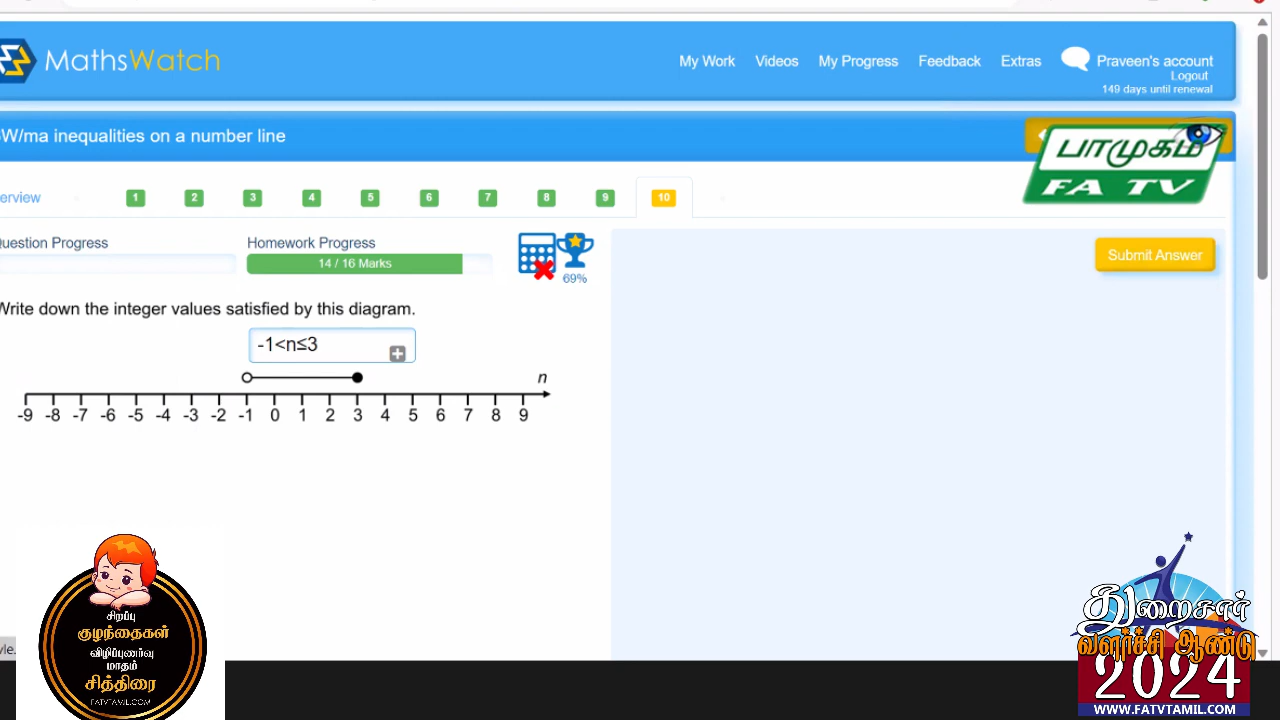 MathsWatch
My Work Videos My Progress Feedback Extras Praveen's account
Logout
149 days until renewal
W/ma inequalities on a number line
பாமுகம்
FA TV
erview 1 2 3 4 5 6 7 8 9 10
Question Progress Homework Progress
14 / 16 Marks
69%
Submit Answer
Write down the integer values satisfied by this diagram.
-1<n≤3
n
-9 -8 -7 -6 -5 -4 -3 -2 -1 0 1 2 3 4 5 6 7 8 9
சிறப்பு
குழந்தைகள்
விழிப்புணர்வு
மாதம்
சித்திரை
FATVTAMIL.COM
துறைசார்
வளர்ச்சி ஆண்டு
2024
WWW.FATVTAMIL.COM